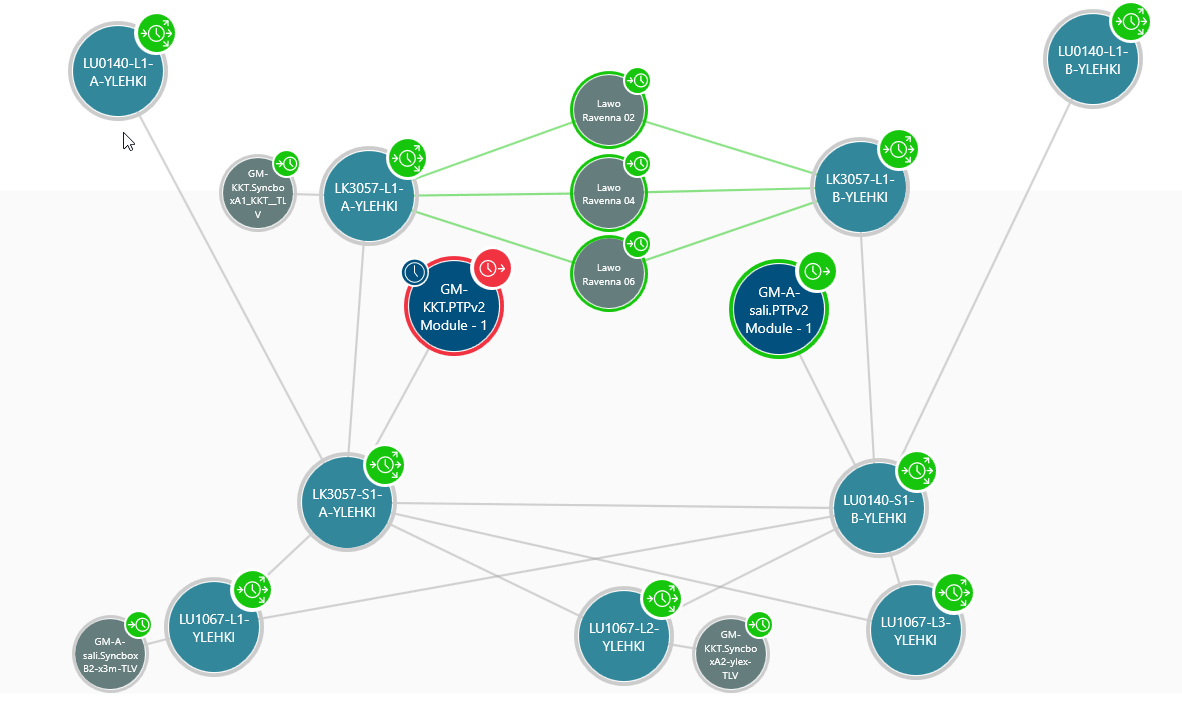 LU0140-L1-
A-YLEHKI
LU0140-L1-
B-YLEHKI
Lawo
Ravenna 02
GM-
KKT.Syncbo
xA1_KKT__TL
V
LK3057-L1-
A-YLEHKI
Lawo
Ravenna 04
LK3057-L1-
B-YLEHKI
Lawo
Ravenna 06
GM-
KKT.PTPv2
Module - 1
GM-A-
sali.PTPv2
Module - 1
LK3057-S1-
A-YLEHKI
LU0140-S1-
B-YLEHKI
GM-A-
sali.Syncbox
B2-x3m-TLV
LU1067-L1-
YLEHKI
LU1067-L2-
YLEHKI
GM-
KKT.Syncbo
xA2-ylex-
TLV
LU1067-L3-
YLEHKI